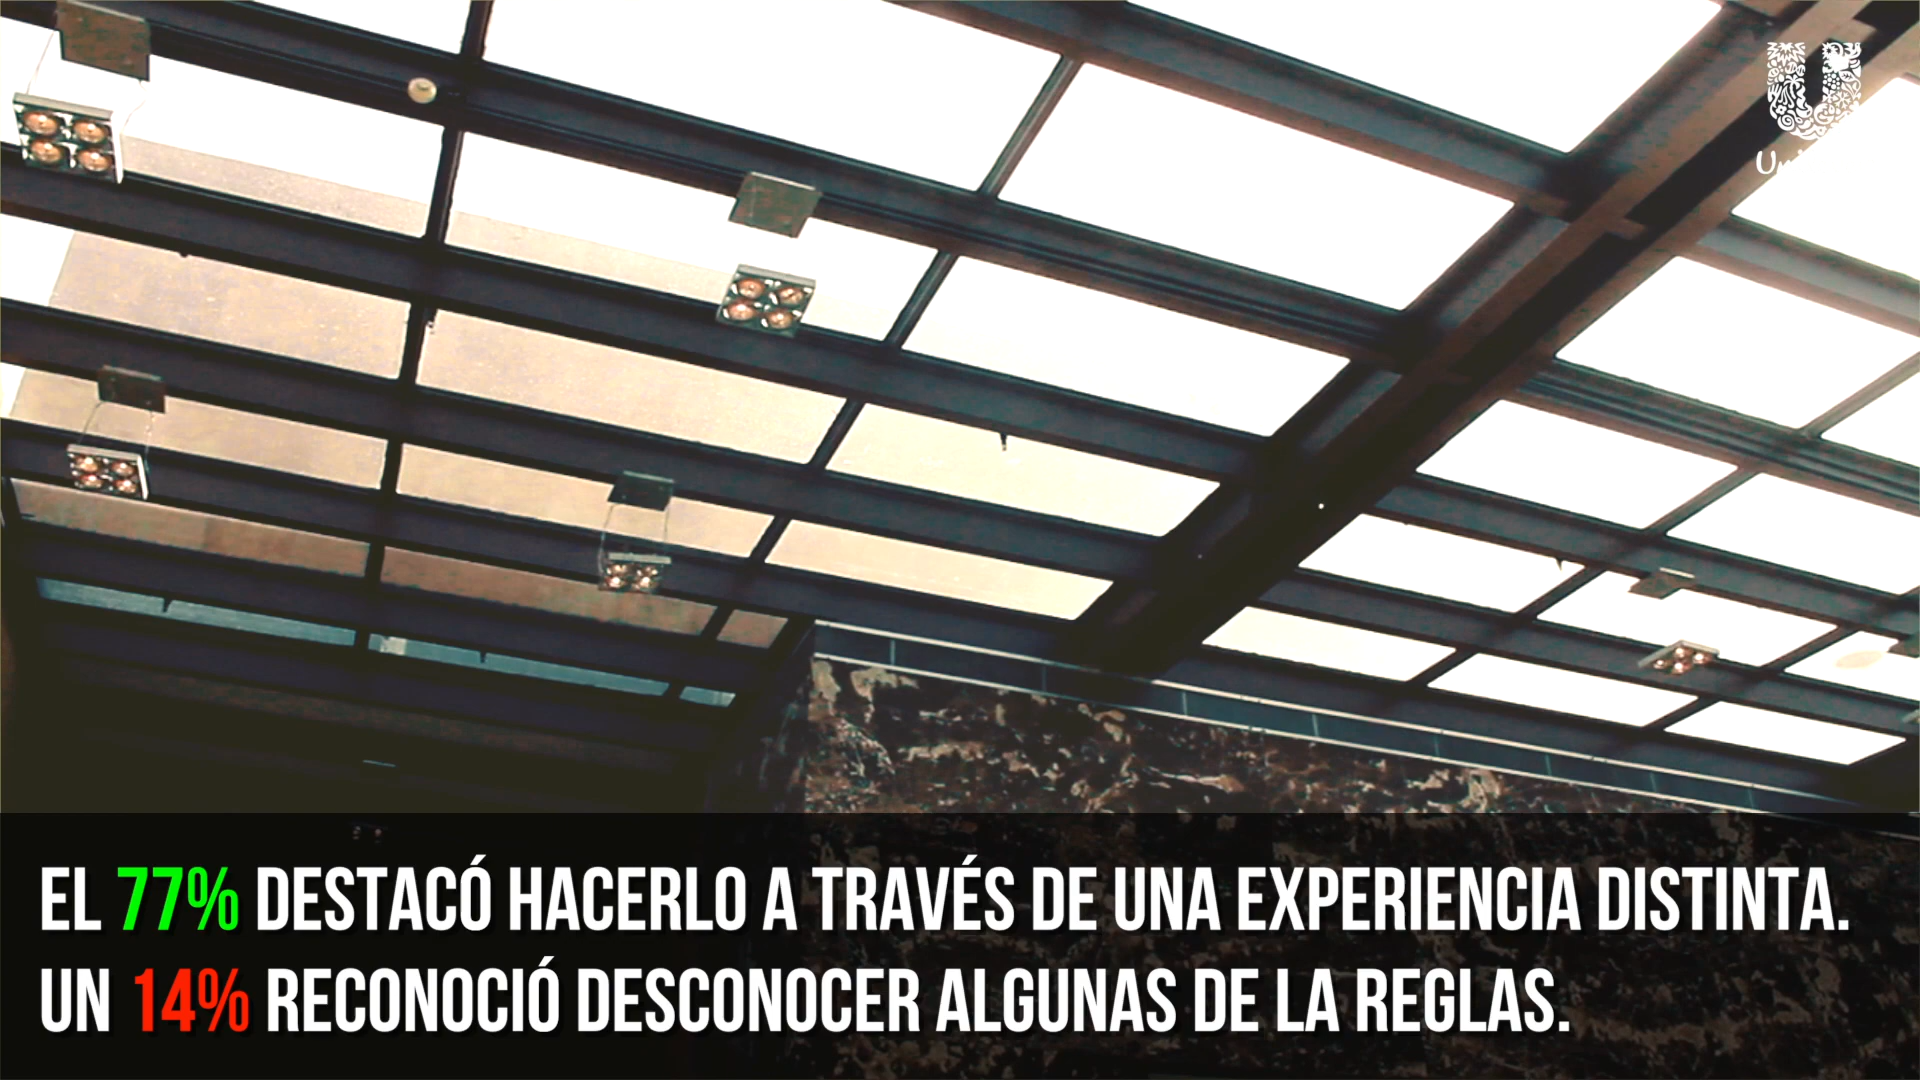 EL 77% DESTACÓ HACERLO A TRAVÉS DE UNA EXPERIENCIA DISTINTA.
UN 14% RECONOCIÓ DESCONOCER ALGUNAS DE LA REGLAS.